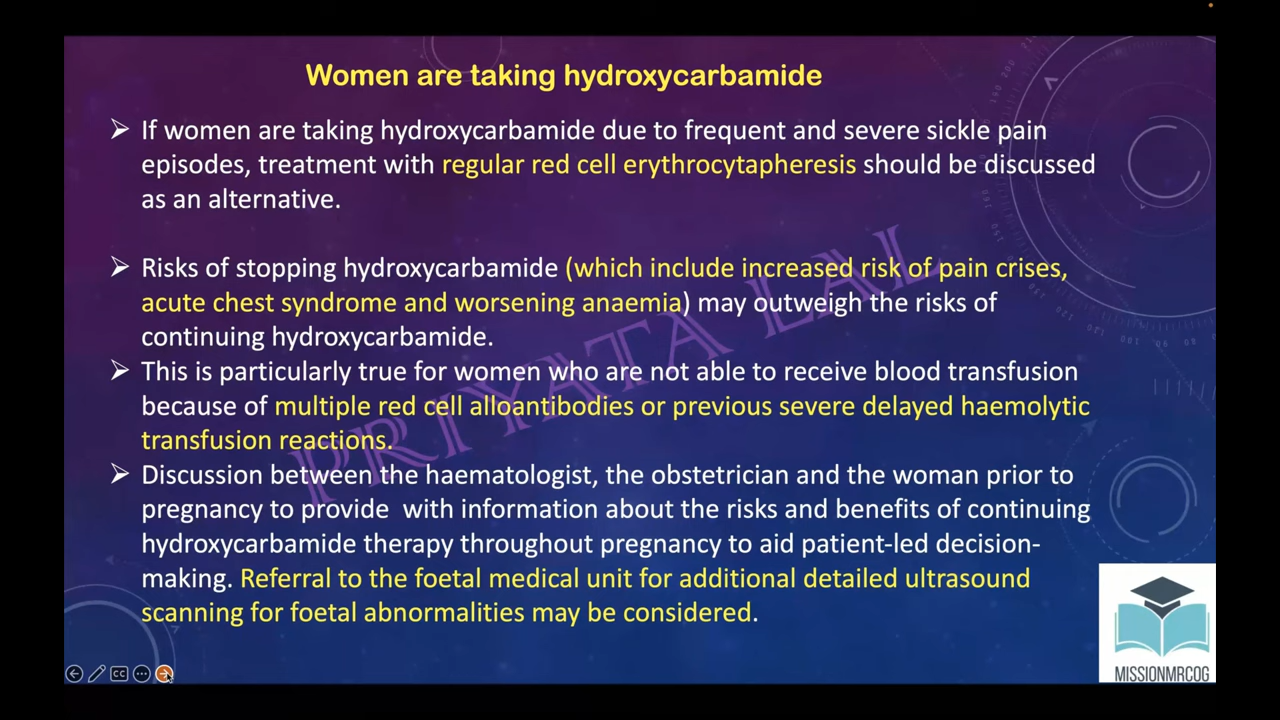 Women are taking hydroxycarbamide
➢ If women are taking hydroxycarbamide due to frequent and severe sickle pain
episodes, treatment with regular red cell erythrocytapheresis should be discussed
as an alternative.
➢ Risks of stopping hydroxycarbamide (which include increased risk of pain crises,
acute chest syndrome and worsening anaemia) may outweigh the risks of
continuing hydroxycarbamide.
➢ This is particularly true for women who are not able to receive blood transfusion
because of multiple red cell alloantibodies or previous severe delayed haemolytic
transfusion reactions.
➢ Discussion between the haematologist, the obstetrician and the woman prior to
pregnancy to provide with information about the risks and benefits of continuing
hydroxycarbamide therapy throughout pregnancy to aid patient-led decision-
making. Referral to the foetal medical unit for additional detailed ultrasound
scanning for foetal abnormalities may be considered.
PRIYATA LAL
MISSIONMRCOG
CC